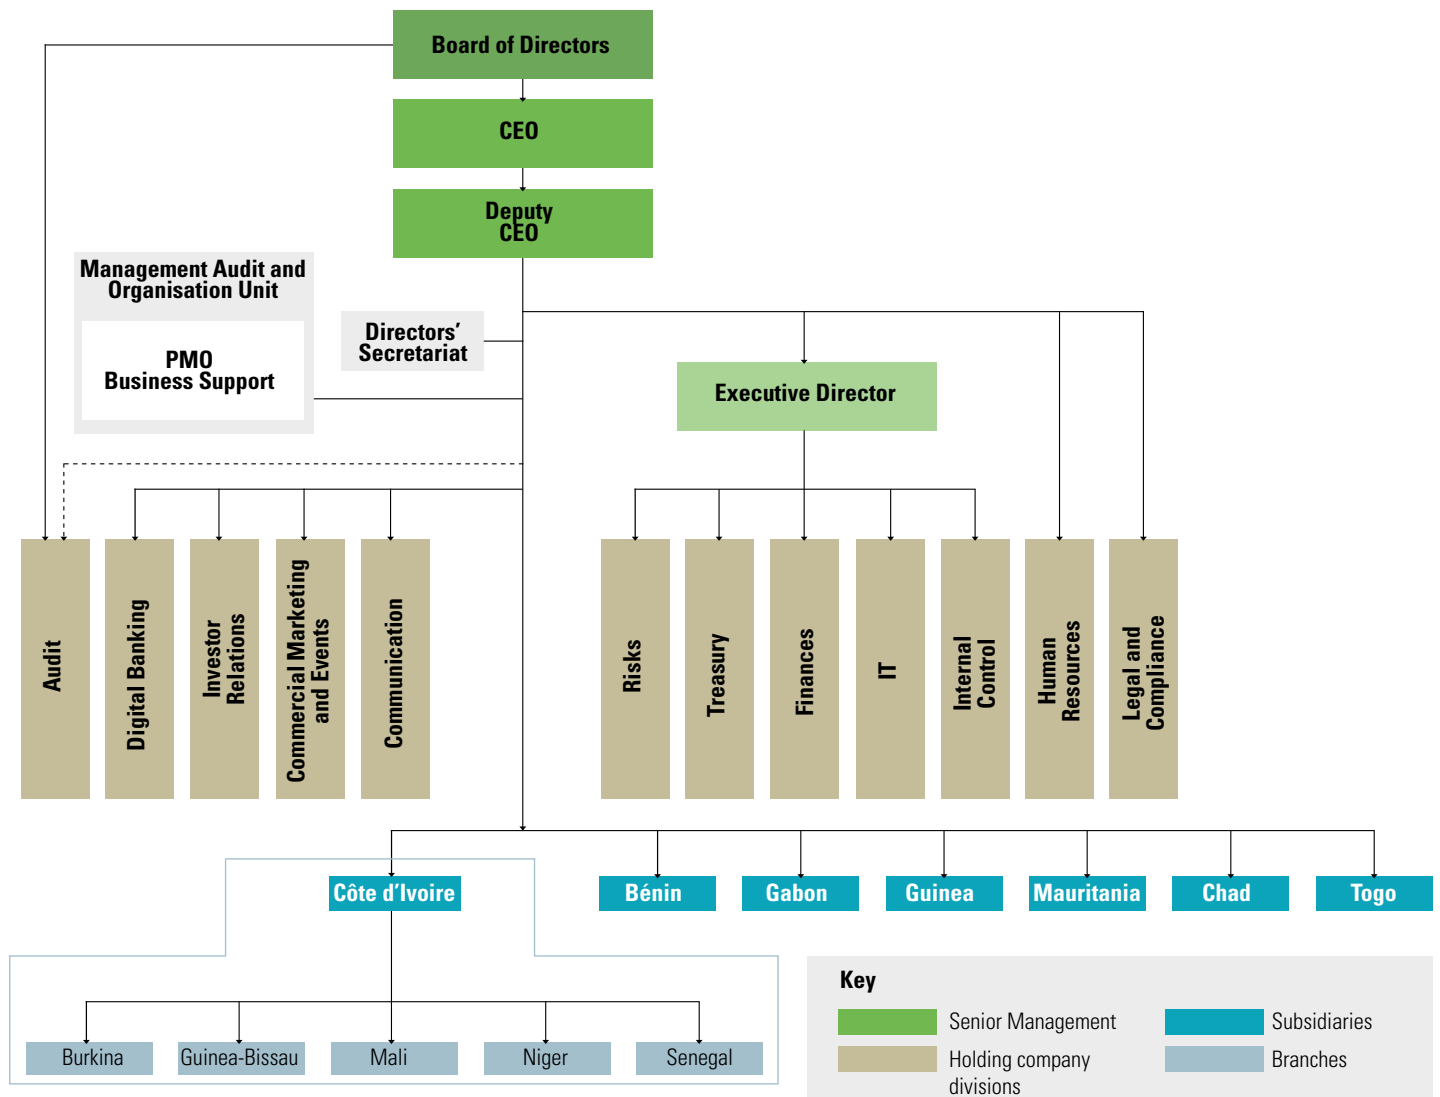 Board of Directors
CEO
Deputy
CEO
Management Audit and
Organisation Unit
PMO
Business Support
Directors’
Secretariat
Executive Director
Audit
Digital Banking
Investor
Relations
Commercial Marketing
and Events
Communication
Risks
Treasury
Finances
IT
Internal
Control
Human
Resources
Legal and
Compliance
Côte d’Ivoire
Bénin
Gabon
Guinea
Mauritania
Chad
Togo
Burkina
Guinea-Bissau
Mali
Niger
Senegal
Key
Senior Management
Subsidiaries
Holding company
divisions
Branches